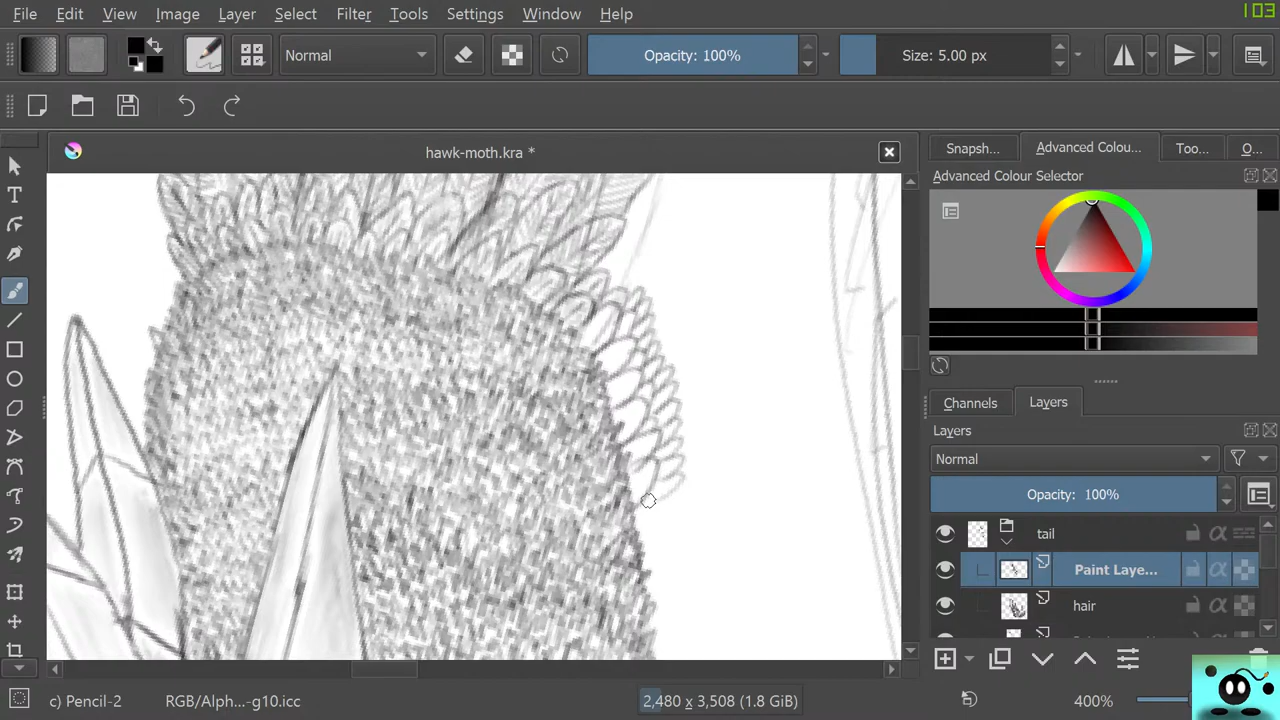 File Edit View Image Layer Select Filter Tools Settings Window Help
103
Normal
Opacity: 100%
Size: 5.00 px
hawk-moth.kra *
Snapsh...
Advanced Colour...
Too...
O...
Advanced Colour Selector
Channels
Layers
Layers
Normal
Opacity: 100%
tail
Paint Laye...
hair
c) Pencil-2
RGB/Alph...-g10.icc
2,480 x 3,508 (1.8 GiB)
400%